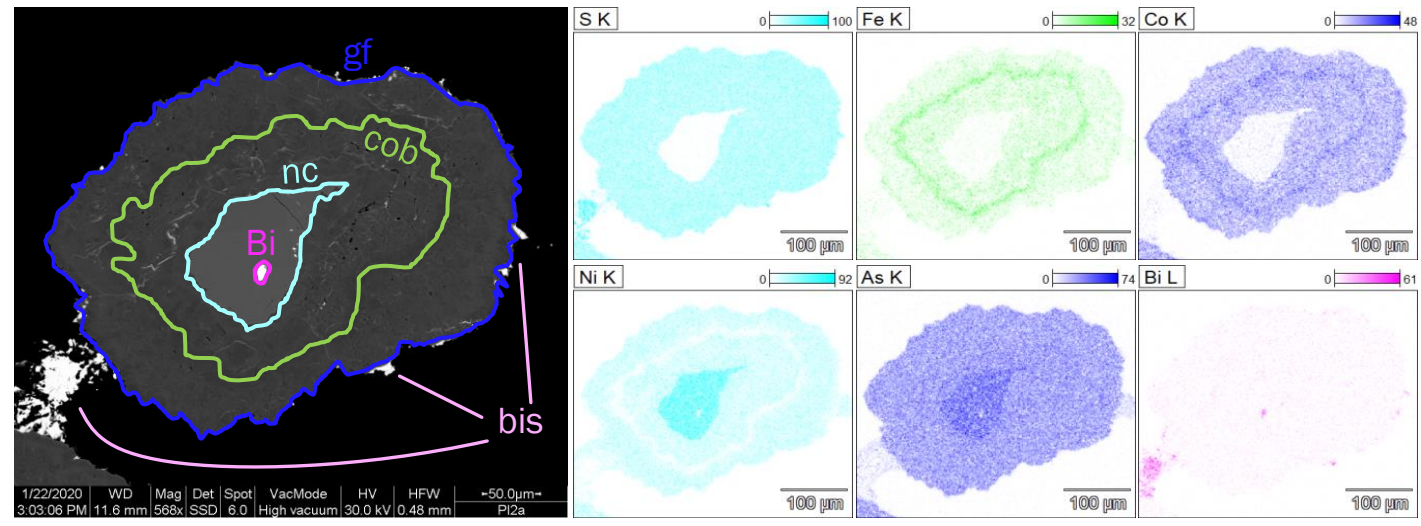 gf
cob
nc
Bi
bis
1/22/2020 WD Mag Det Spot VacMode HV HFW ⊷50.0µm⊶
3:03:06 PM 11.6 mm 568x SSD 6.0 High vacuum 30.0 kV 0.48 mm Pl2a
S K 0 100
100 µm
Fe K 0 32
100 µm
Co K 0 48
100 µm
Ni K 0 92
100 µm
As K 0 74
100 µm
Bi L 0 61
100 µm